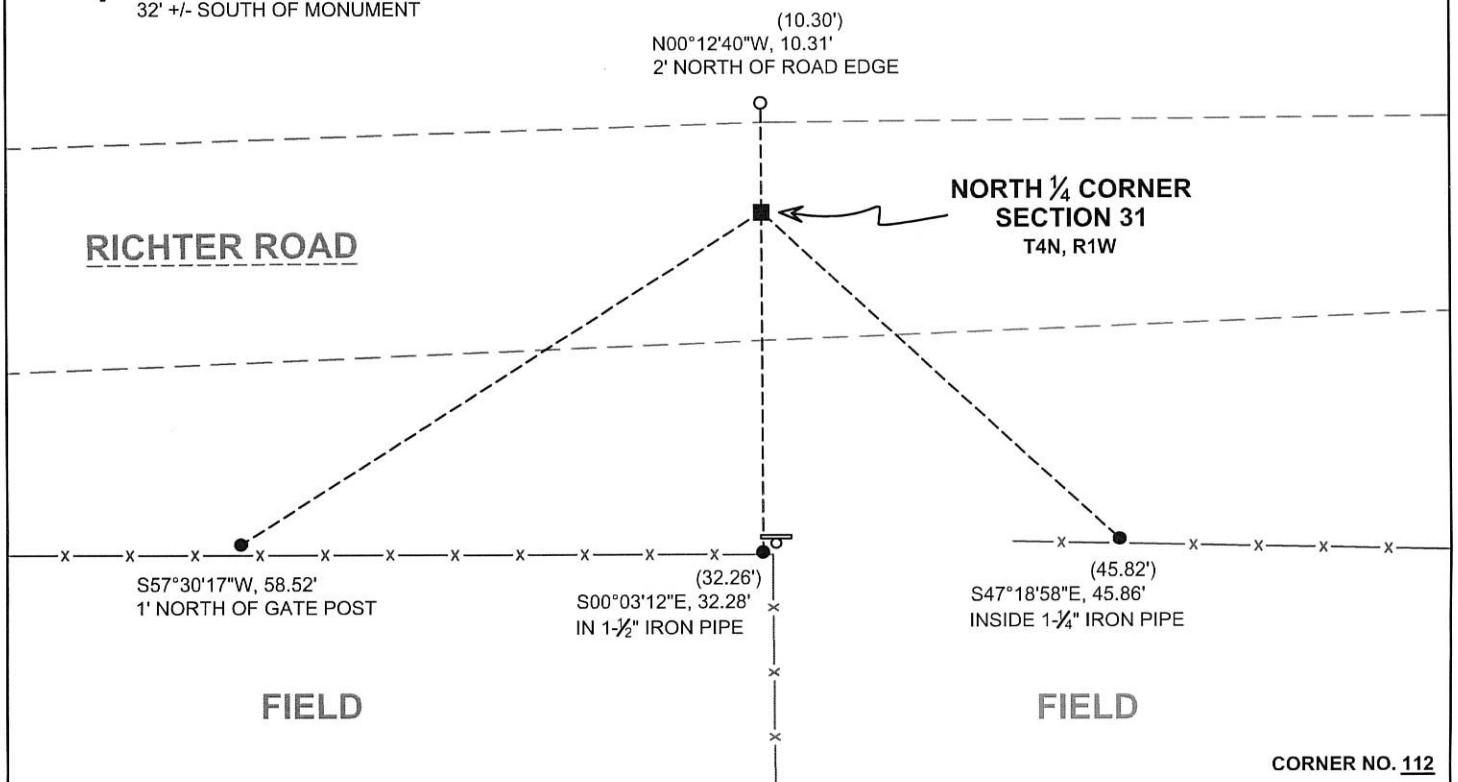 32' +/- SOUTH OF MONUMENT
(10.30')
N00°12'40"W, 10.31'
2' NORTH OF ROAD EDGE
NORTH 1/4 CORNER
SECTION 31
T4N, R1W
RICHTER ROAD
S57°30'17"W, 58.52'
1' NORTH OF GATE POST
(32.26')
S00°03'12"E, 32.28'
IN 1-1/2" IRON PIPE
(45.82')
S47°18'58"E, 45.86'
INSIDE 1-1/4" IRON PIPE
FIELD
FIELD
CORNER NO. 112